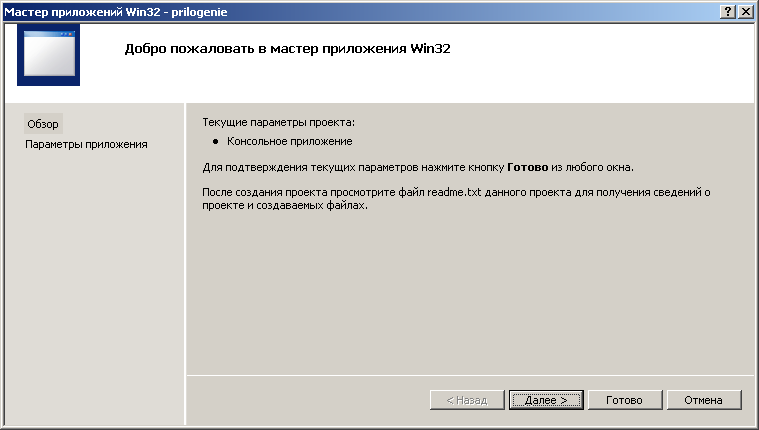 Мастер приложений Win32 - prilogenie
Добро пожаловать в мастер приложения Win32
Обзор
Параметры приложения
Текущие параметры проекта:
● Консольное приложение
Для подтверждения текущих параметров нажмите кнопку Готово из любого окна.
После создания проекта просмотрите файл readme.txt данного проекта для получения сведений о
проекте и создаваемых файлах.
< Назад
Далее >
Готово
Отмена